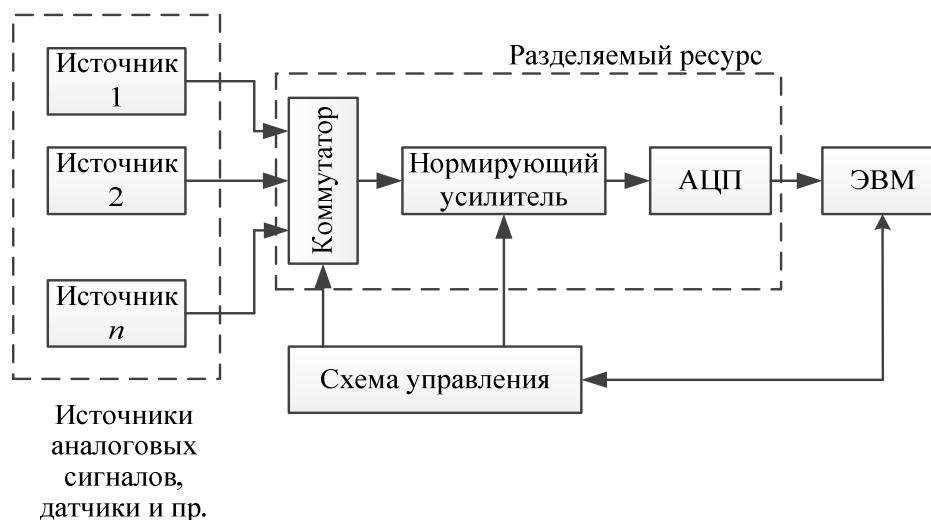 Разделяемый ресурс
Источник
1
Источник
2
Источник
n
Коммутатор
Нормирующий
усилитель
АЦП
ЭВМ
Схема управления
Источники
аналоговых
сигналов,
датчики и пр.